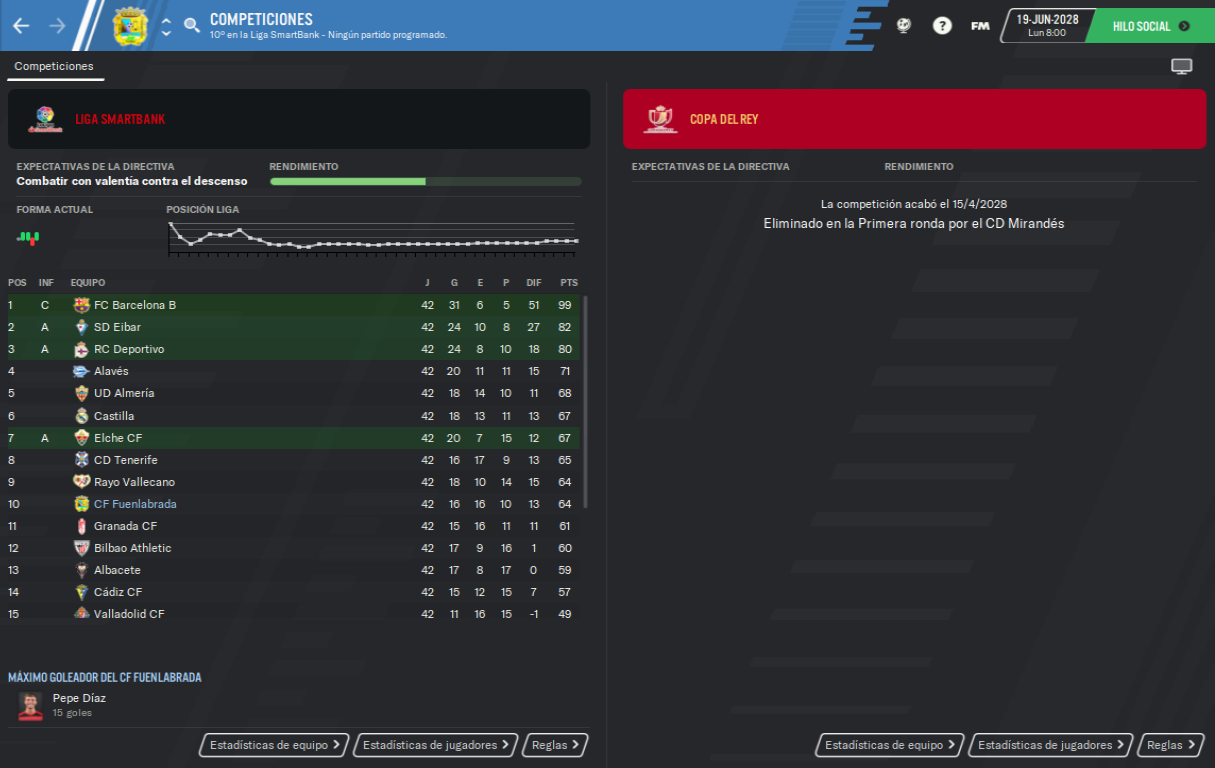 COMPETICIONES
10º en la Liga SmartBank - Ningún partido programado.
?
FM
19-JUN-2028
Lun 8:00
HILO SOCIAL
Competiciones
LIGA SMARTBANK
EXPECTATIVAS DE LA DIRECTIVA RENDIMIENTO
Combatir con valentía contra el descenso
FORMA ACTUAL POSICIÓN LIGA
POS INF EQUIPO J G E P DIF PTS
1 C FC Barcelona B 42 31 6 5 51 99
2 A SD Eibar 42 24 10 8 27 82
3 A RC Deportivo 42 24 8 10 18 80
4 Alavés 42 20 11 11 15 71
5 UD Almería 42 18 14 10 11 68
6 Castilla 42 18 13 11 13 67
7 A Elche CF 42 20 7 15 12 67
8 CD Tenerife 42 16 17 9 13 65
9 Rayo Vallecano 42 18 10 14 15 64
10 CF Fuenlabrada 42 16 16 10 13 64
11 Granada CF 42 15 16 11 11 61
12 Bilbao Athletic 42 17 9 16 1 60
13 Albacete 42 17 8 17 0 59
14 Cádiz CF 42 15 12 15 7 57
15 Valladolid CF 42 11 16 15 -1 49
MÁXIMO GOLEADOR DEL CF FUENLABRADA
Pepe Díaz
15 goles
Estadísticas de equipo Estadísticas de jugadores Reglas
COPA DEL REY
EXPECTATIVAS DE LA DIRECTIVA RENDIMIENTO
La competición acabó el 15/4/2028
Eliminado en la Primera ronda por el CD Mirandés
Estadísticas de equipo Estadísticas de jugadores Reglas